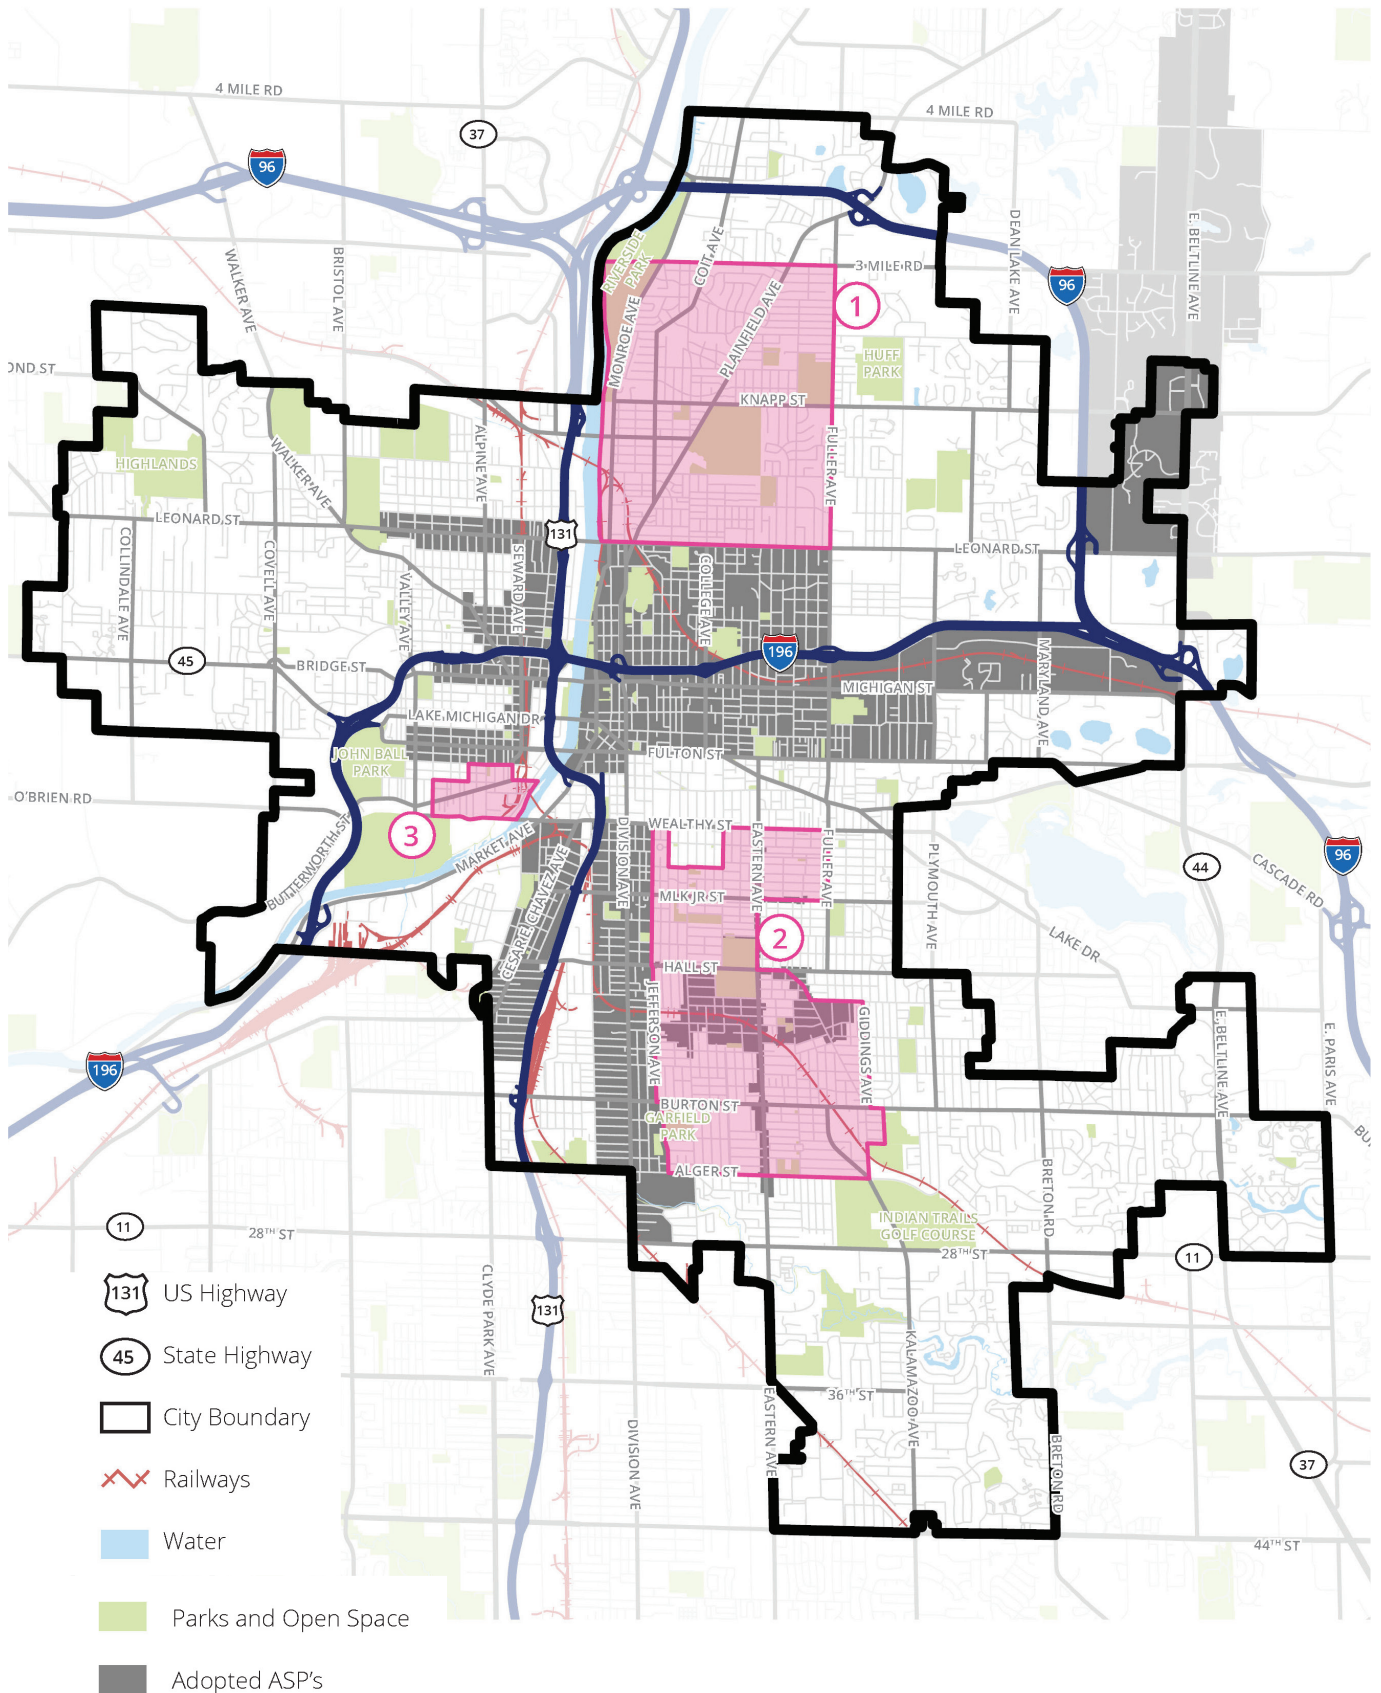 4 MILE RD
4 MILE RD
37
96
DEAN LAKE AVE
E. BELTLINE AVE
WALKER AVE
BRISTOL AVE
RIVERSIDE
PARK
COIT AVE
3 MILE RD
96
1
MONROE AVE
PLAINFIELD AVE
HUFF
PARK
OND ST
KNAPP ST
HIGHLANDS
WALKER AVE
ALPINE AVE
FULLER AVE
LEONARD ST
131
LEONARD ST
COLLINDALE AVE
COVELL AVE
VALLEY AVE
SEWARD AVE
COLLEGE AVE
45
BRIDGE ST
196
MARYLAND AVE
MICHIGAN ST
LAKE MICHIGAN DR
JOHN BALL
PARK
FULTON ST
O'BRIEN RD
3
BUTTERWORTH ST
MARKET AVE
WEALTHY ST
DIVISION AVE
EASTERN AVE
FULLER AVE
PLYMOUTH AVE
44
96
CASCADE RD
CESAR E. CHAVEZ AVE
MLK JR ST
2
LAKE DR
HALL ST
JEFFERSON AVE
GIDDINGS AVE
E. BELTLINE AVE
E. PARIS AVE
196
BURTON ST
GARFIELD
PARK
BU
ALGER ST
BRETON RD
INDIAN TRAILS
GOLF COURSE
11
28TH ST
28TH ST
11
131
US Highway
CLYDE PARK AVE
131
45
State Highway
KALAMAZOO AVE
36TH ST
EASTERN AVE
City Boundary
DIVISION AVE
BRETON RD
37
Railways
Water
44TH ST
Parks and Open Space
Adopted ASP's